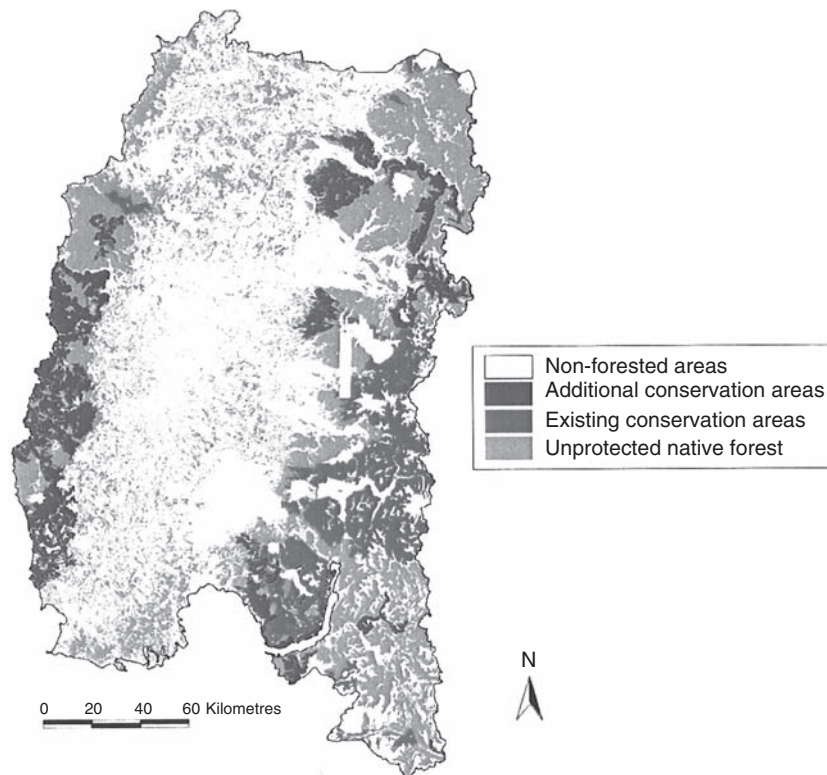 Non-forested areas
Additional conservation areas
Existing conservation areas
Unprotected native forest
N
0 20 40 60 Kilometres